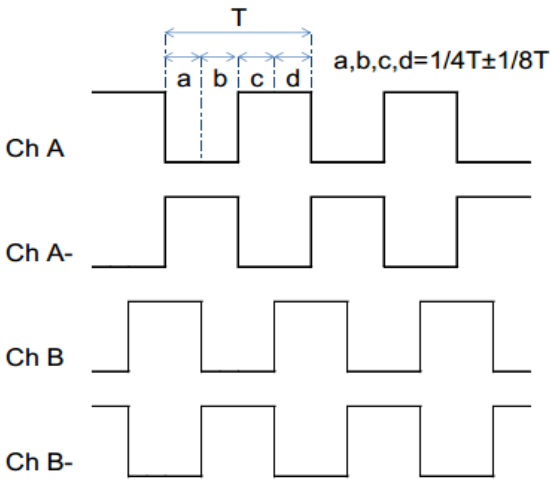 T
a b c d
a,b,c,d=1/4T±1/8T
Ch A
Ch A-
Ch B
Ch B-